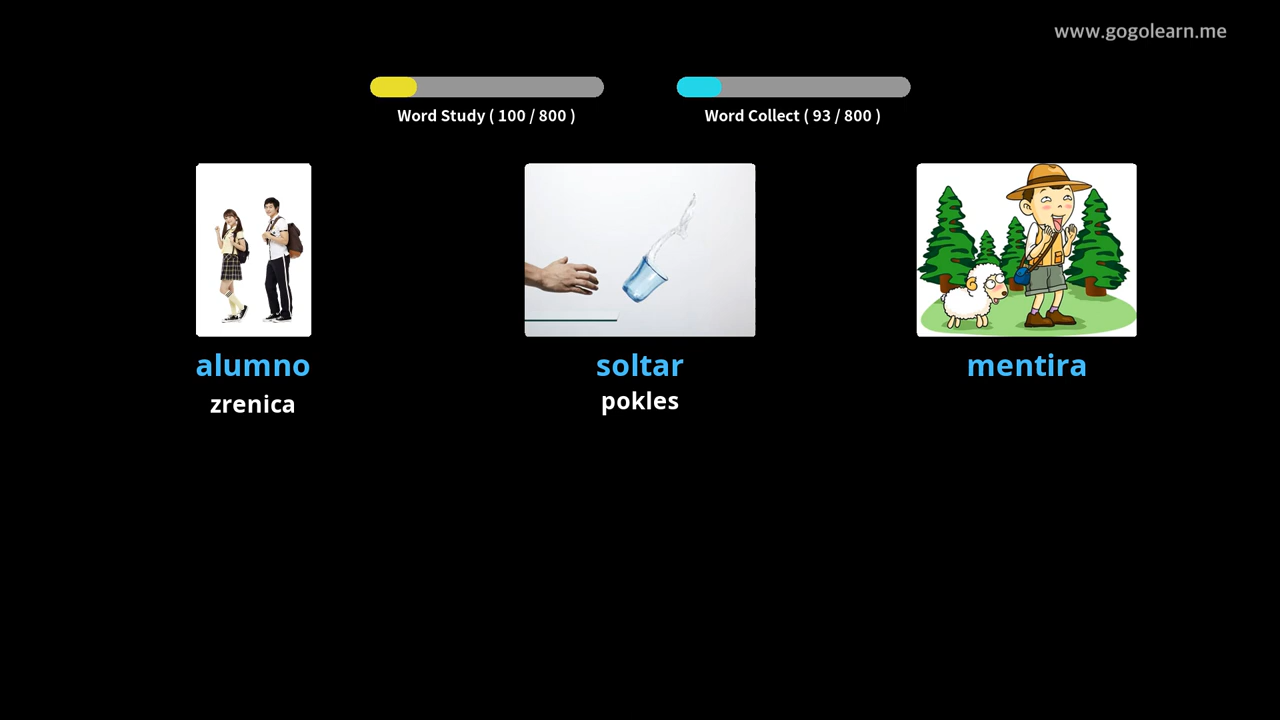 www.gogolearn.me
Word Study ( 100 / 800 )
Word Collect ( 93 / 800 )
alumno
zrenica
soltar
pokles
mentira